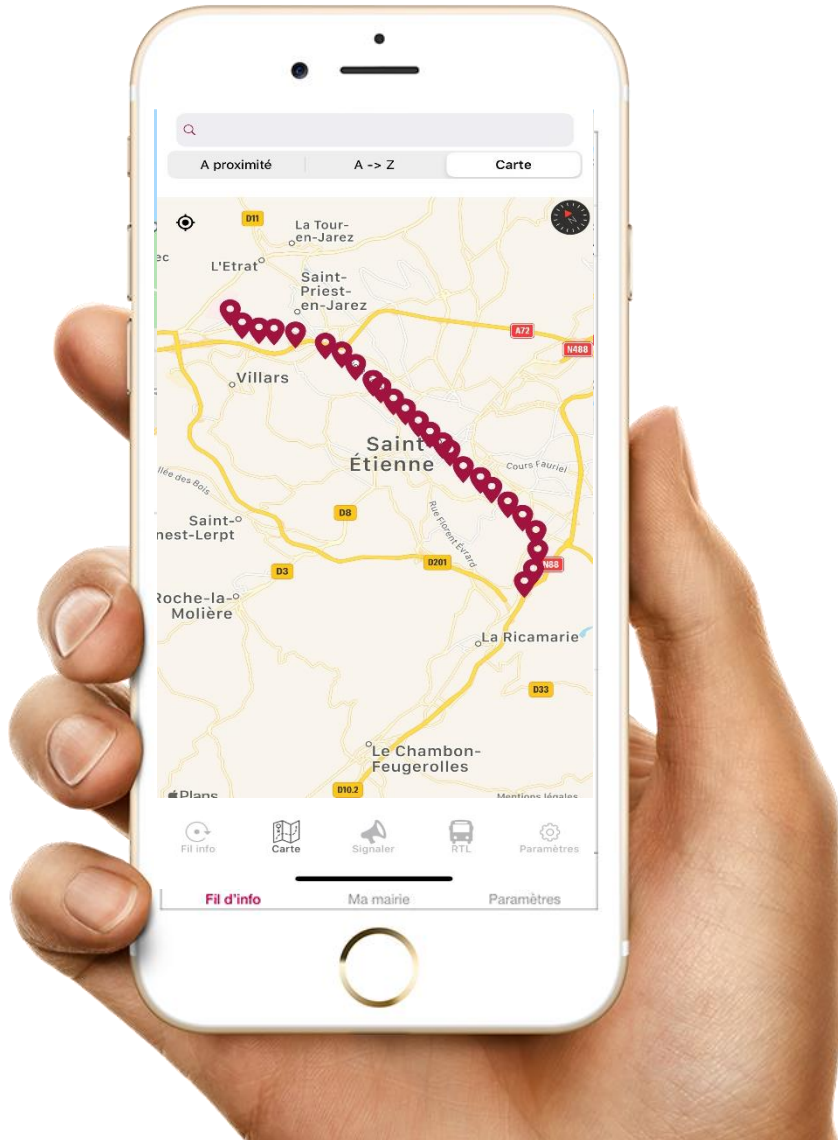 A proximité
A -> Z
Carte
D11
La Tour-
en-Jarez
ec
L'Etrat
Saint-
Priest-
en-Jarez
A72
N488
Villars
Saint
Étienne
Cours Fauriel
llée des Bois
D8
Rue Florent Évrard
Saint-
nest-Lerpt
D201
D3
N88
Roche-la-
Molière
La Ricamarie
D33
Le Chambon-
Feugerolles
D10.2
Plans
Mentions légales
Fil info
Carte
Signaler
RTL
Paramètres
Fil d'info
Ma mairie
Paramètres